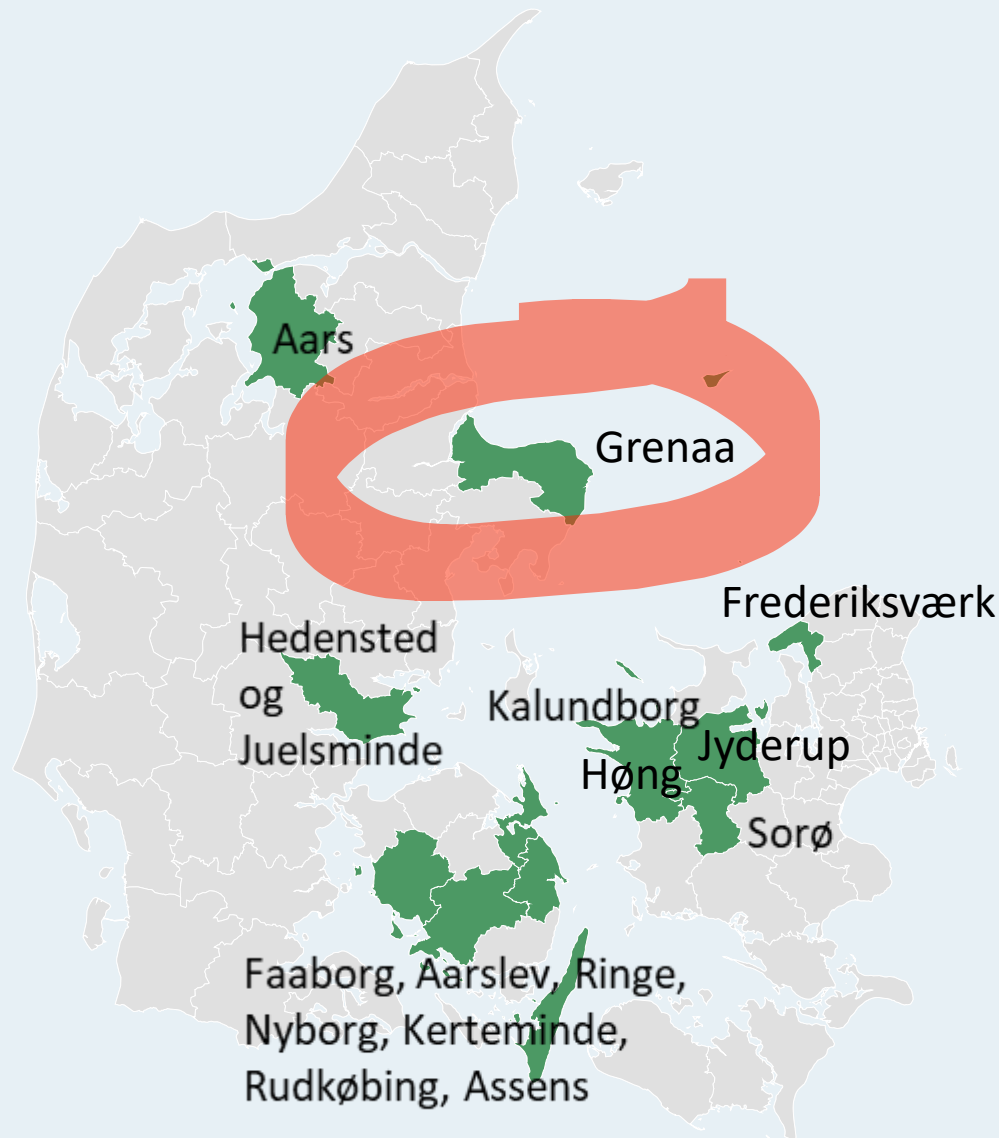 Aars
Grenaa
Frederiksværk
Hedensted
og
Juelsminde
Kalundborg
Jyderup
Høng
Sorø
Faaborg, Aarslev, Ringe,
Nyborg, Kerteminde,
Rudkøbing, Assens